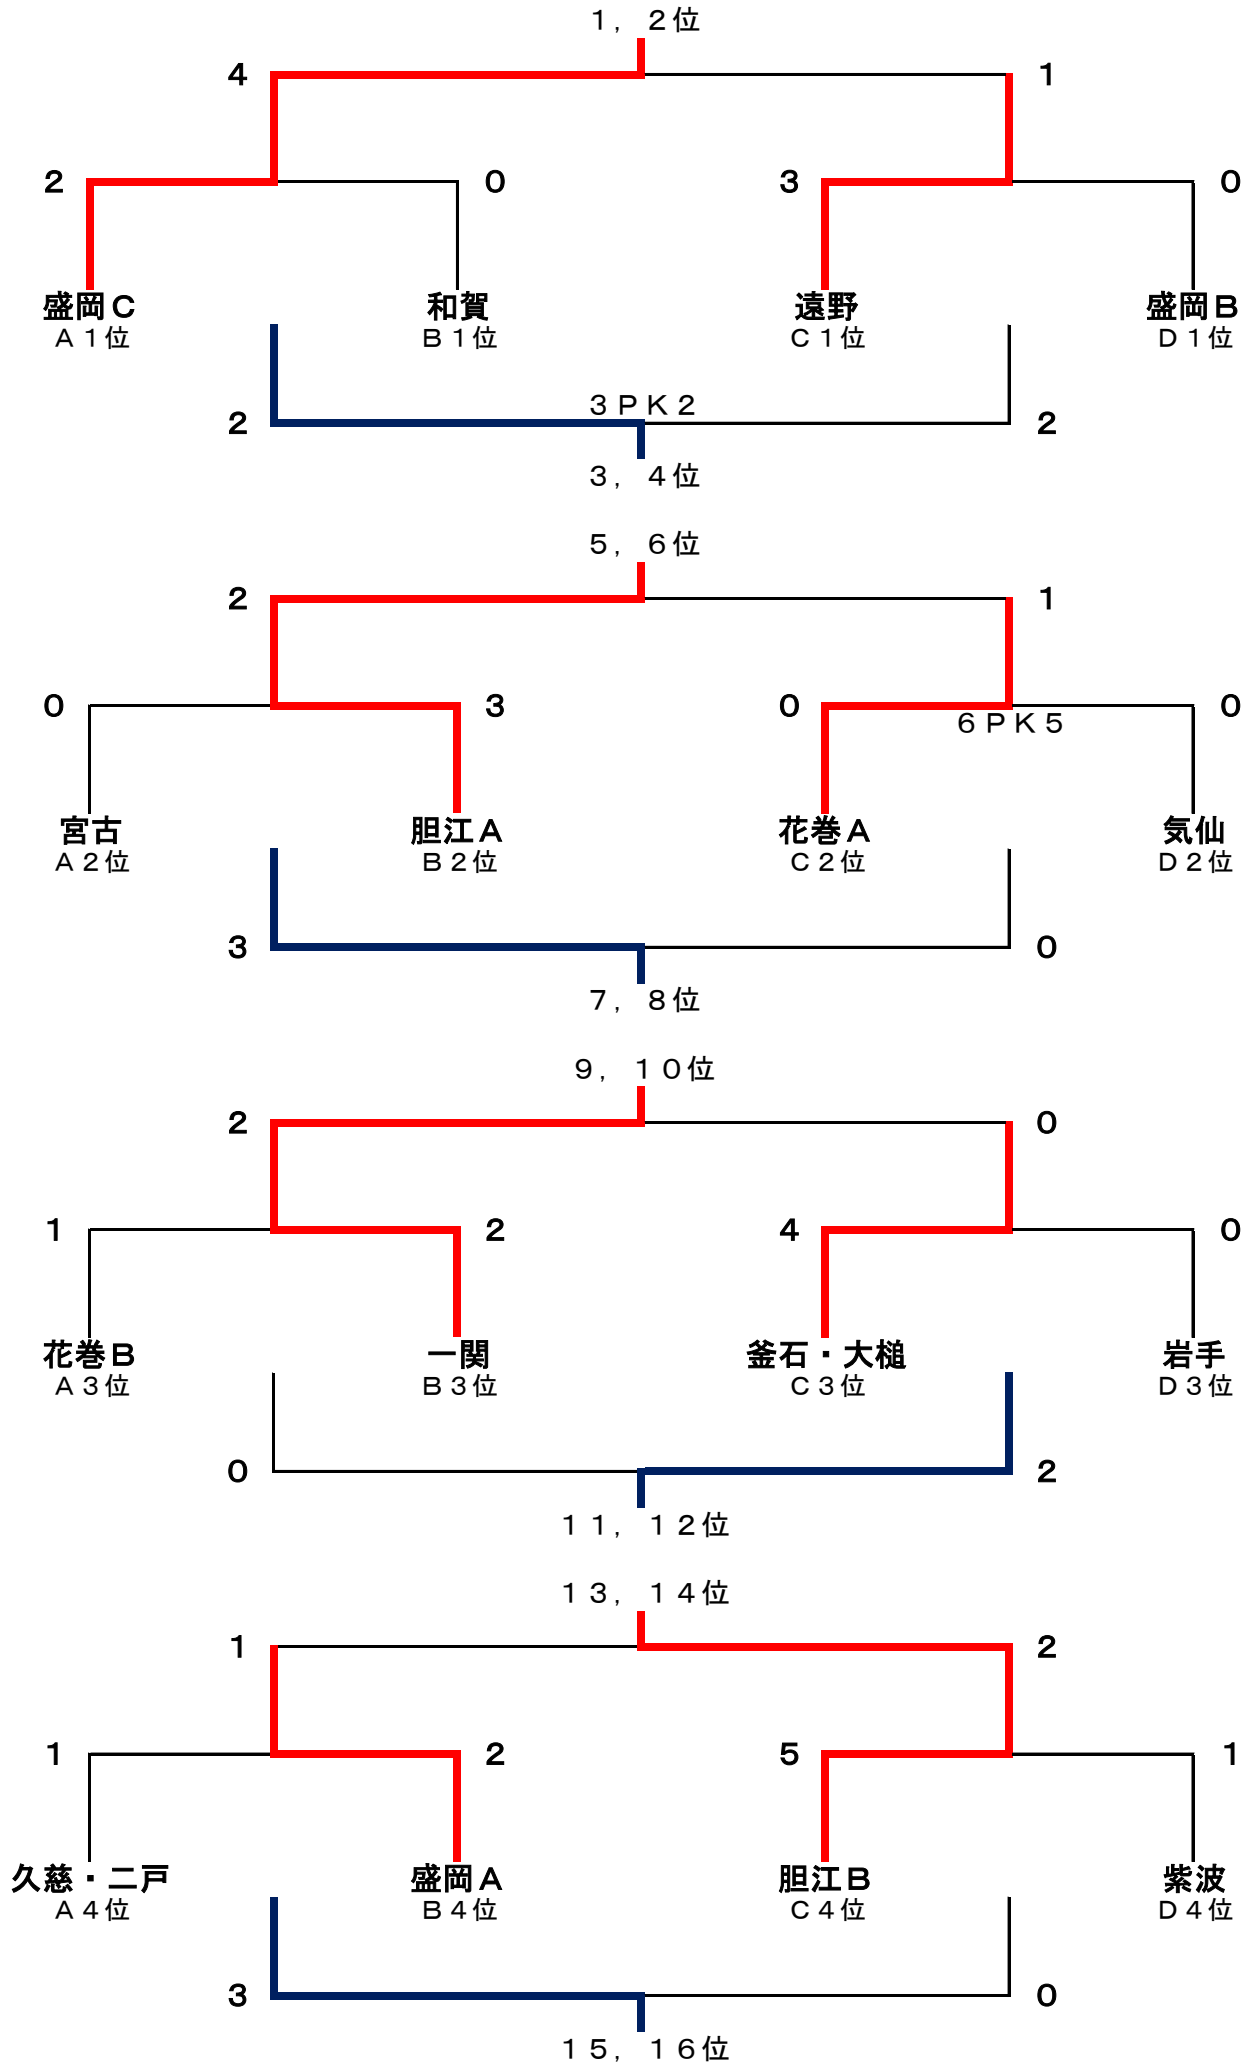 １，２位
4 1
2 0 3 0
盛岡Ｃ 和賀 遠野 盛岡Ｂ
Ａ１位 Ｂ１位 Ｃ１位 Ｄ１位
３ＰＫ２
2 2
３，４位
５，６位
2 1
0 3 0 0
６ＰＫ５
宮古 胆江Ａ 花巻Ａ 気仙
Ａ２位 Ｂ２位 Ｃ２位 Ｄ２位
3 0
７，８位
９，１０位
2 0
1 2 4 0
花巻Ｂ 一関 釜石・大槌 岩手
Ａ３位 Ｂ３位 Ｃ３位 Ｄ３位
0 2
１１，１２位
１３，１４位
1 2
1 2 5 1
久慈・二戸 盛岡Ａ 胆江Ｂ 紫波
Ａ４位 Ｂ４位 Ｃ４位 Ｄ４位
3 0
１５，１６位